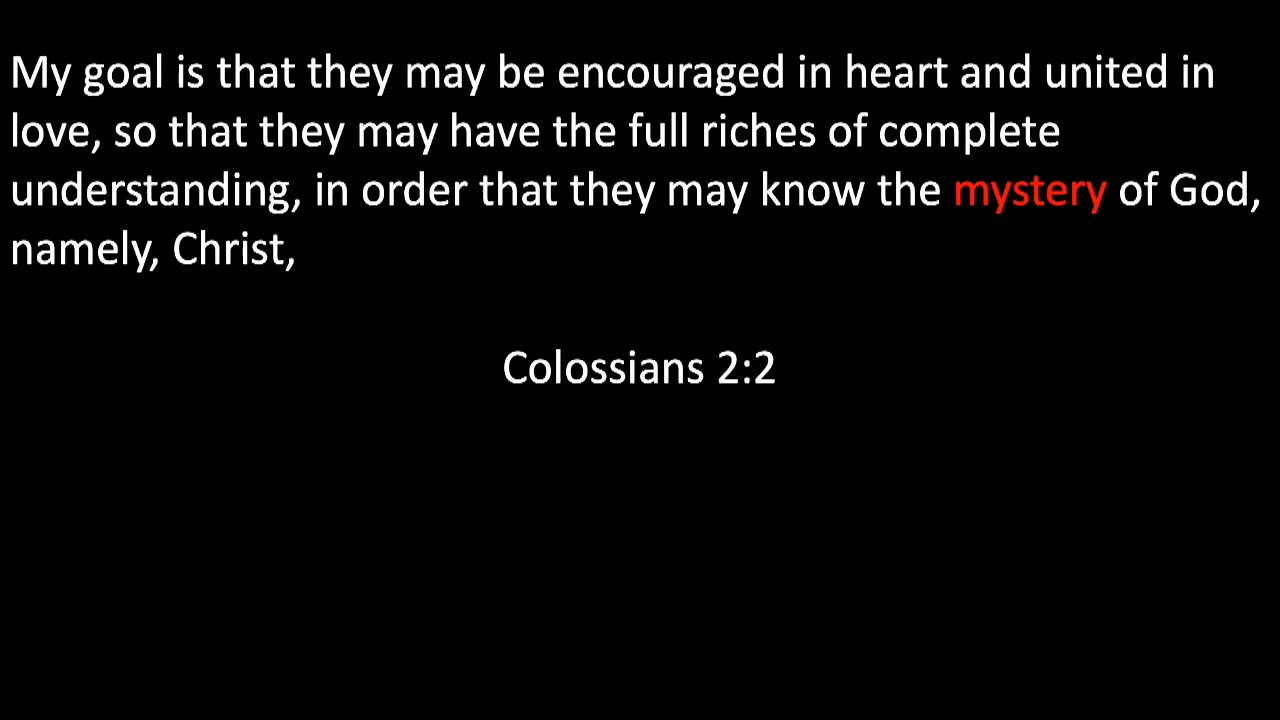 My goal is that they may be encouraged in heart and united in
love, so that they may have the full riches of complete
understanding, in order that they may know the mystery of God,
namely, Christ,
Colossians 2:2